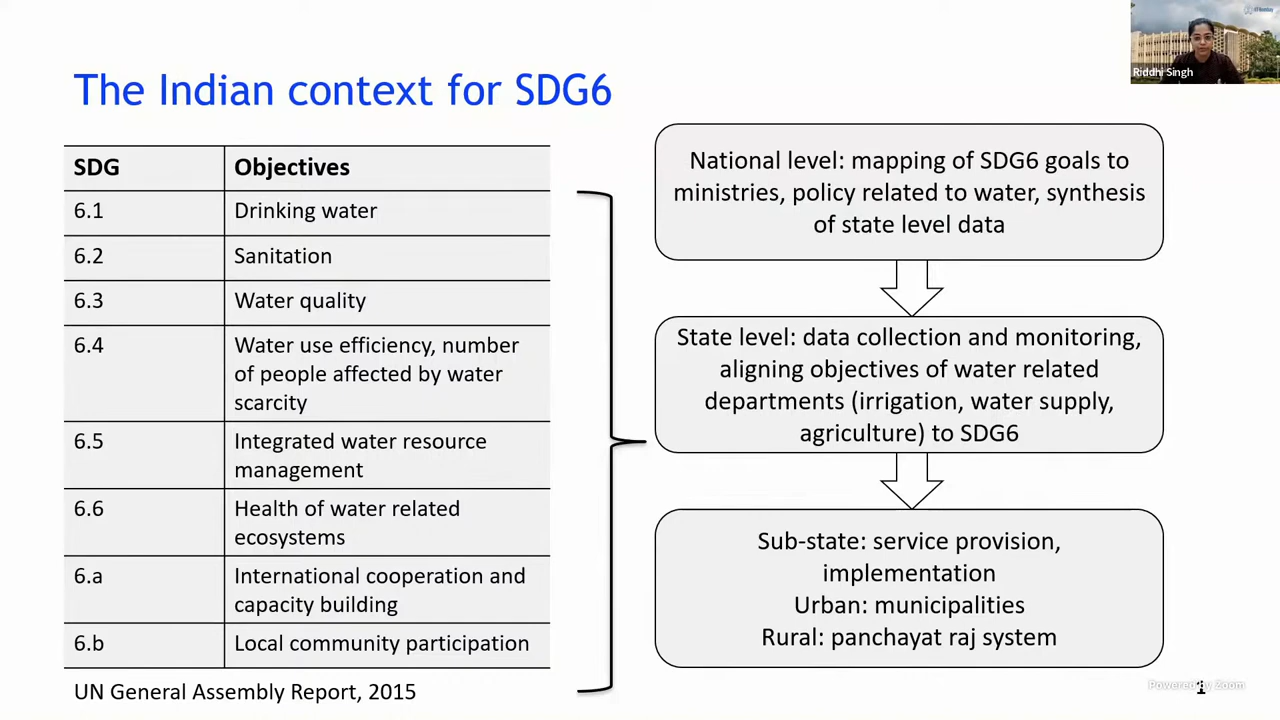 The Indian context for SDG6
Riddhi Singh
SDG Objectives
6.1 Drinking water
6.2 Sanitation
6.3 Water quality
6.4 Water use efficiency, number
of people affected by water
scarcity
6.5 Integrated water resource
management
6.6 Health of water related
ecosystems
6.a International cooperation and
capacity building
6.b Local community participation
UN General Assembly Report, 2015
National level: mapping of SDG6 goals to
ministries, policy related to water, synthesis
of state level data
State level: data collection and monitoring,
aligning objectives of water related
departments (irrigation, water supply,
agriculture) to SDG6
Sub-state: service provision,
implementation
Urban: municipalities
Rural: panchayat raj system
Powered by Zoom
1